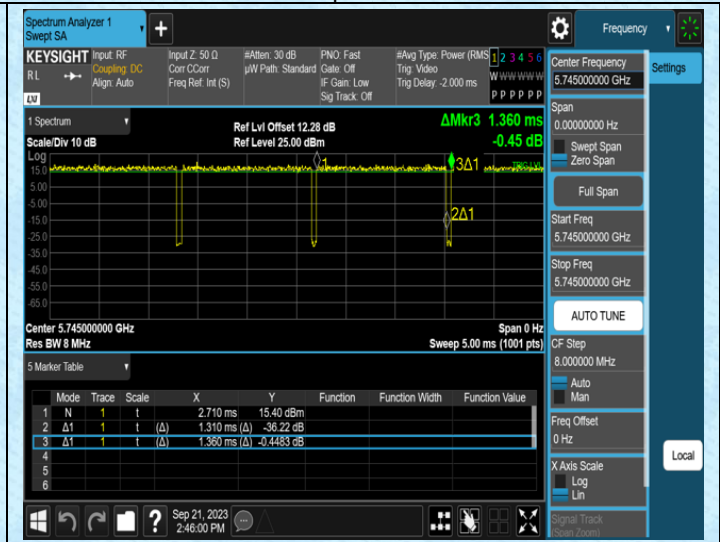 Spectrum Analyzer 1
Swept SA
Frequency
KEYSIGHT
RL
LXI
Input: RF
Coupling: DC
Align: Auto
Input Z: 50 Ω
Corr CCorr
Freq Ref: Int (S)
#Atten: 30 dB
µW Path: Standard
PNO: Fast
Gate: Off
IF Gain: Low
Sig Track: Off
#Avg Type: Power (RMS
Trig: Video
Trig Delay: -2.000 ms
1 2 3 4 5 6
W W W W W W
P P P P P P
1 Spectrum
Scale/Div 10 dB
Ref Lvl Offset 12.28 dB
Ref Level 25.00 dBm
ΔMkr3 1.360 ms
-0.45 dB
Log
15.0
5.00
-5.00
-15.0
-25.0
-35.0
-45.0
-55.0
-65.0
1
3Δ1
TRIG LVL
2Δ1
Center 5.745000000 GHz
Res BW 8 MHz
Span 0 Hz
Sweep 5.00 ms (1001 pts)
5 Marker Table
Mode Trace Scale X Y Function Function Width Function Value
1 N 1 t 2.710 ms 15.40 dBm
2 Δ1 1 t (Δ) 1.310 ms (Δ) -36.22 dB
3 Δ1 1 t (Δ) 1.360 ms (Δ) -0.4483 dB
4
5
6
?
Sep 21, 2023
2:46:00 PM
Center Frequency
5.745000000 GHz
Span
0.00000000 Hz
Swept Span
Zero Span
Full Span
Start Freq
5.745000000 GHz
Stop Freq
5.745000000 GHz
AUTO TUNE
CF Step
8.000000 MHz
Auto
Man
Freq Offset
0 Hz
X Axis Scale
Log
Lin
Signal Track
(Span Zoom)
Settings
Local